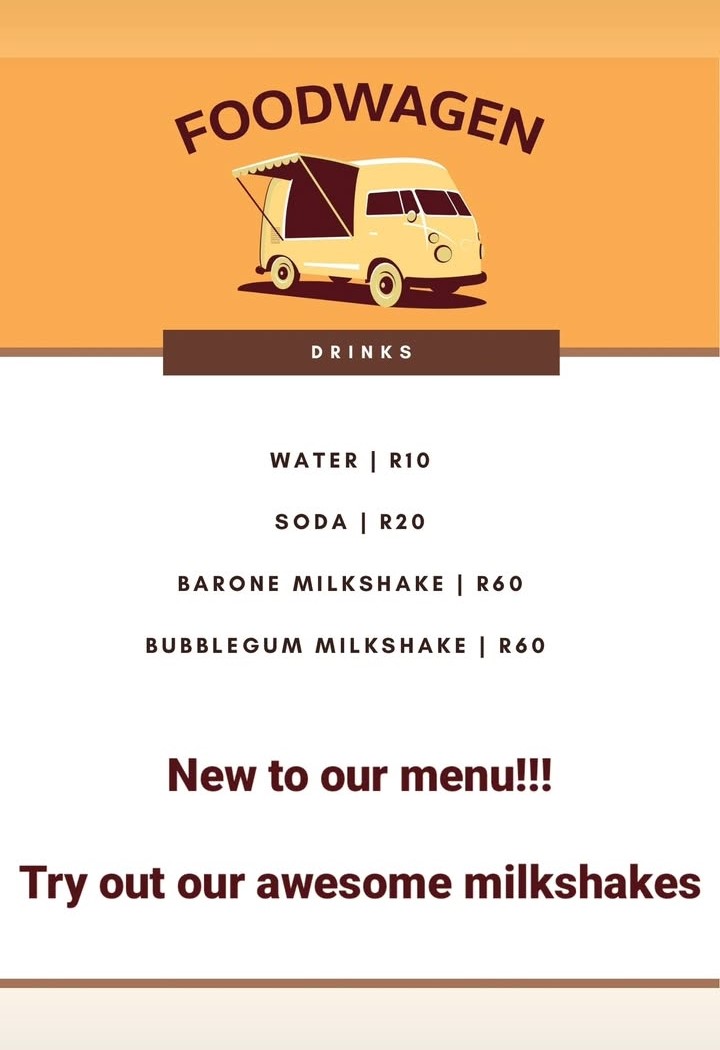 FOODWAGEN
DRINKS
WATER | R10
SODA | R20
BARONE MILKSHAKE | R60
BUBBLEGUM MILKSHAKE | R60
New to our menu!!!
Try out our awesome milkshakes